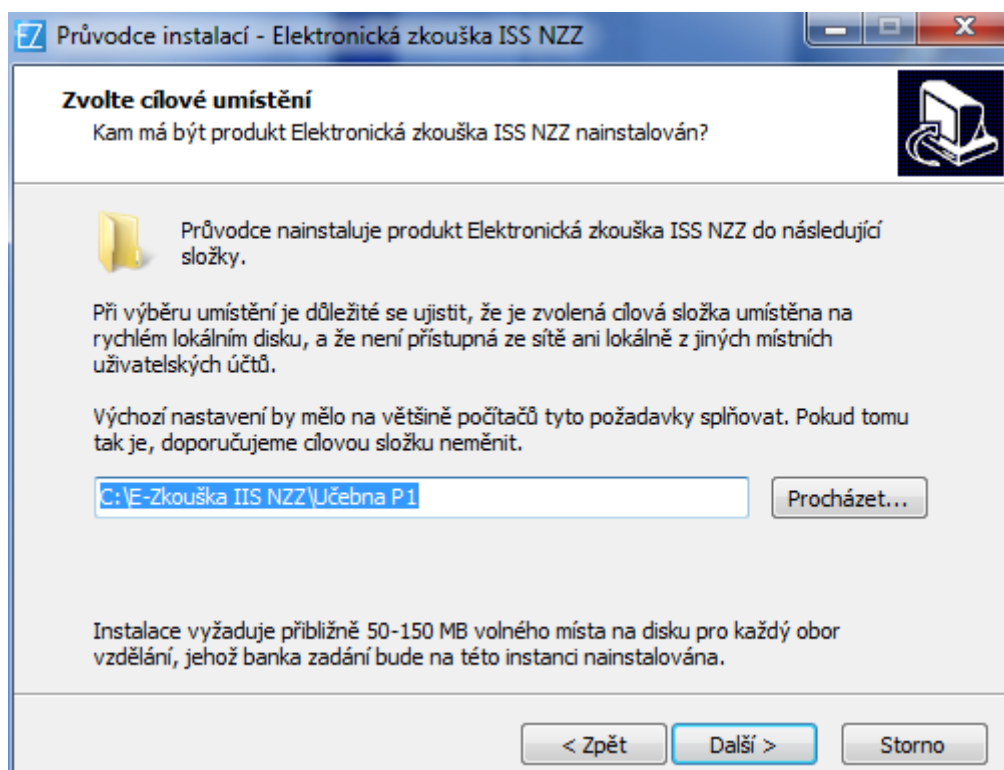 EZ Průvodce instalací - Elektronická zkouška ISS NZZ
Zvolte cílové umístění
Kam má být produkt Elektronická zkouška ISS NZZ nainstalován?
Průvodce nainstaluje produkt Elektronická zkouška ISS NZZ do následující
složky.
Při výběru umístění je důležité se ujistit, že je zvolená cílová složka umístěna na
rychlém lokálním disku, a že není přístupná ze sítě ani lokálně z jiných místních
uživatelských účtů.
Výchozí nastavení by mělo na většině počítačů tyto požadavky splňovat. Pokud tomu
tak je, doporučujeme cílovou složku neměnit.
C:\E-Zkouška IIS NZZ\Učebna P1
Procházet...
Instalace vyžaduje přibližně 50-150 MB volného místa na disku pro každý obor
vzdělání, jehož banka zadání bude na této instanci nainstalována.
< Zpět
Další >
Storno